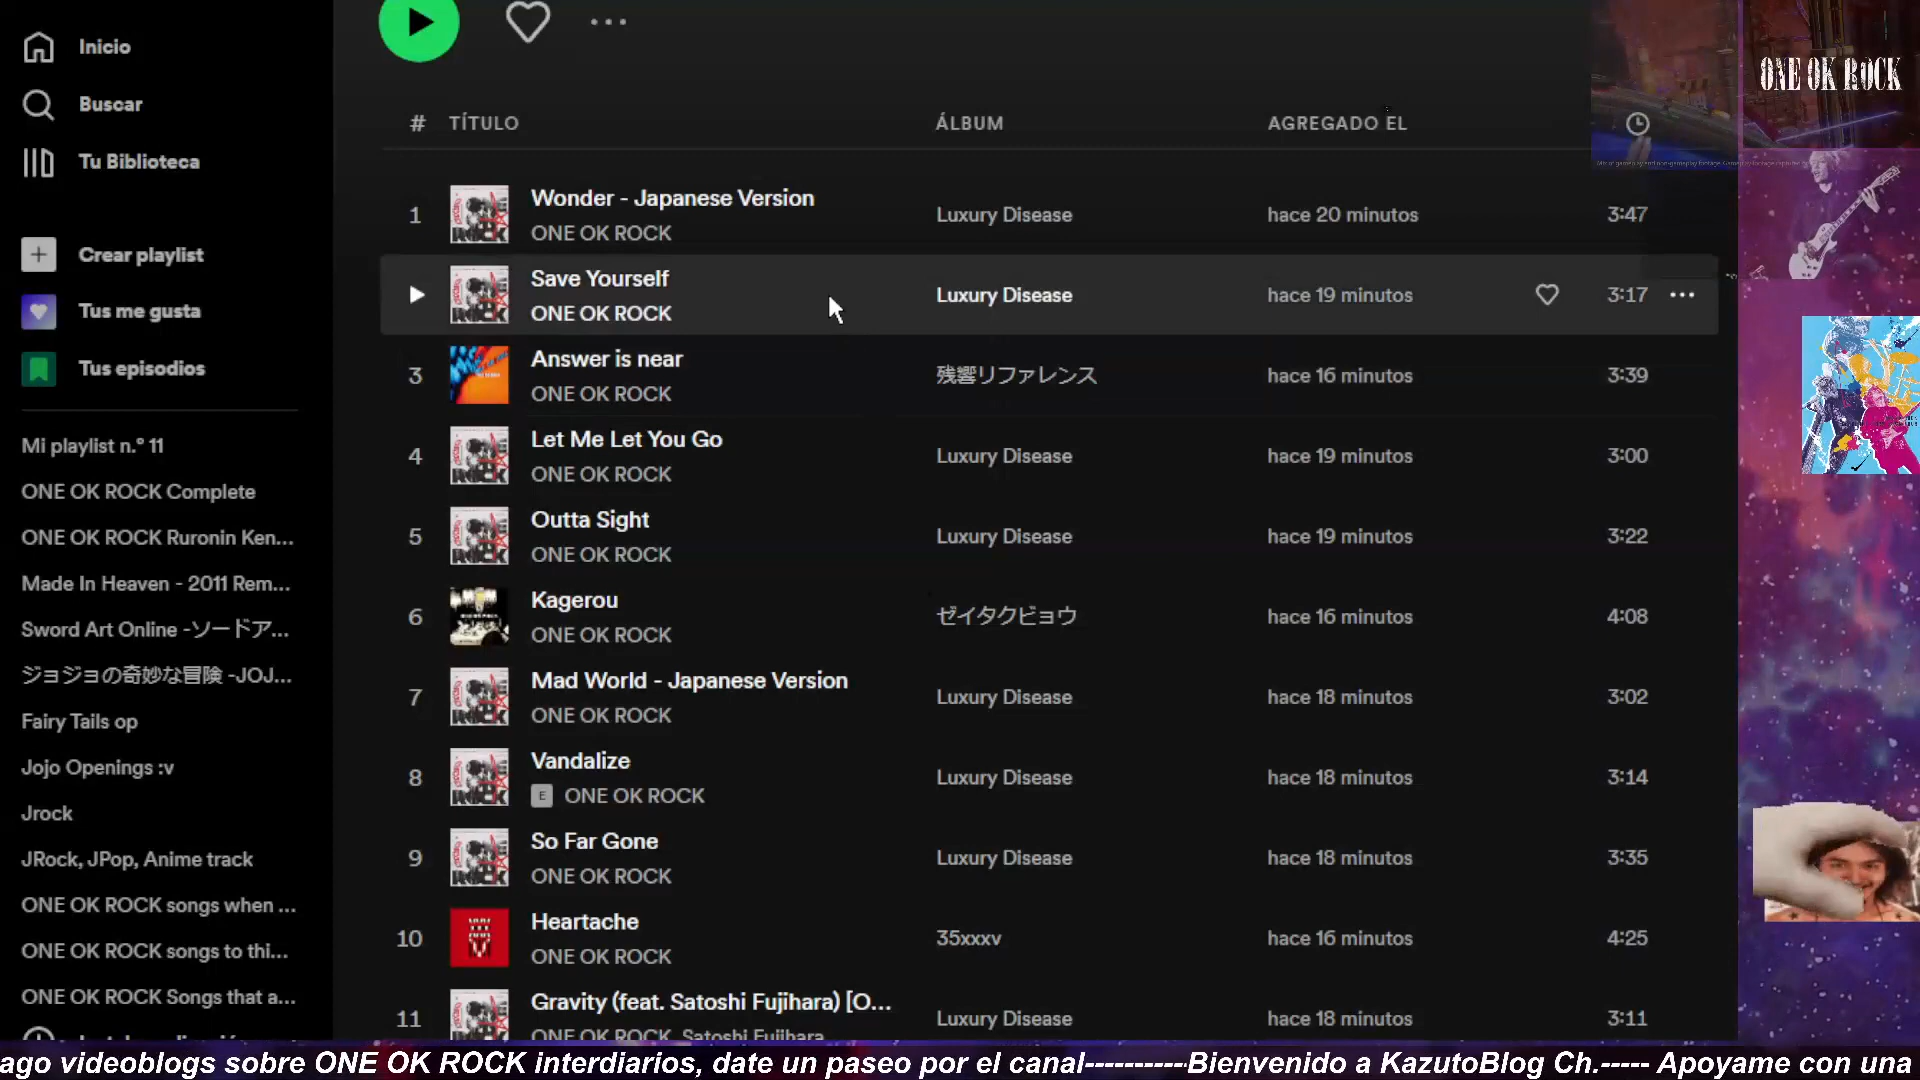 Inicio
Buscar
Tu Biblioteca
Crear playlist
Tus me gusta
Tus episodios
Mi playlist n.° 11
ONE OK ROCK Complete
ONE OK ROCK Ruronin Ken...
Made In Heaven - 2011 Rem...
Sword Art Online -ソードア...
ジョジョの奇妙な冒険 -JOJ...
Fairy Tails op
Jojo Openings :v
Jrock
JRock, JPop, Anime track
ONE OK ROCK songs when ...
ONE OK ROCK songs to thi...
ONE OK ROCK Songs that a...
# TÍTULO ÁLBUM AGREGADO EL
1 Wonder - Japanese Version Luxury Disease hace 20 minutos 3:47
ONE OK ROCK
Save Yourself Luxury Disease hace 19 minutos 3:17
ONE OK ROCK
3 Answer is near 残響リファレンス hace 16 minutos 3:39
ONE OK ROCK
4 Let Me Let You Go Luxury Disease hace 19 minutos 3:00
ONE OK ROCK
5 Outta Sight Luxury Disease hace 19 minutos 3:22
ONE OK ROCK
6 Kagerou ゼイタクビョウ hace 16 minutos 4:08
ONE OK ROCK
7 Mad World - Japanese Version Luxury Disease hace 18 minutos 3:02
ONE OK ROCK
8 Vandalize Luxury Disease hace 18 minutos 3:14
E ONE OK ROCK
9 So Far Gone Luxury Disease hace 18 minutos 3:35
ONE OK ROCK
10 Heartache 35xxxv hace 16 minutos 4:25
ONE OK ROCK
11 Gravity (feat. Satoshi Fujihara) [O... Luxury Disease hace 18 minutos 3:11
ONE OK ROCK, Satoshi Fujihara
ONE OK ROCK
ago videoblogs sobre ONE OK ROCK interdiarios, date un paseo por el canal----------Bienvenido a KazutoBlog Ch.----- Apoyame con una